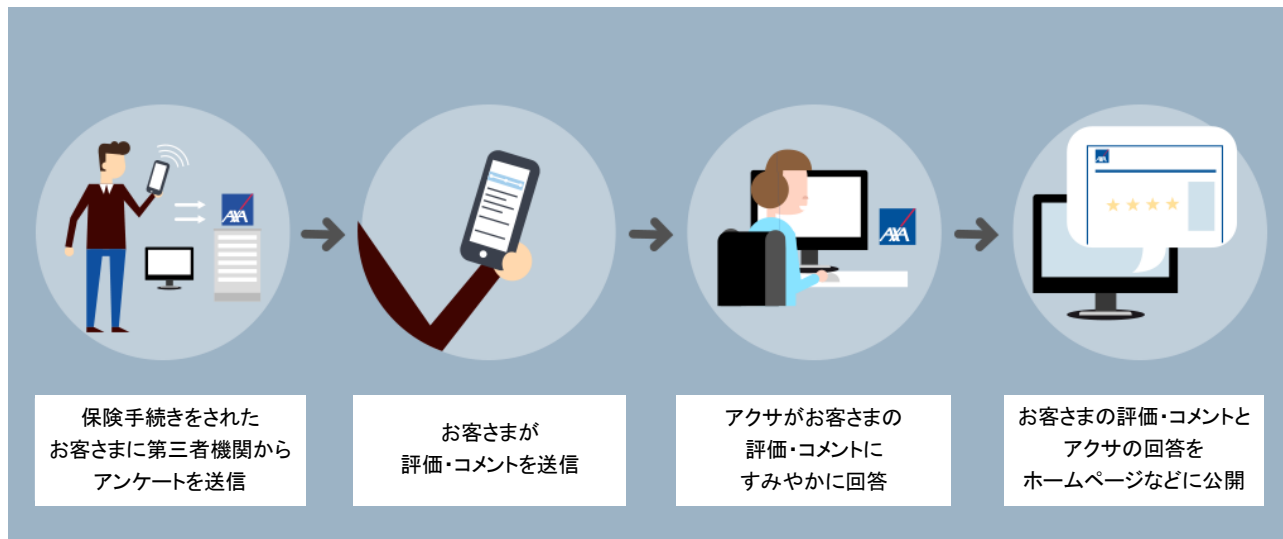 AXA
AXA
AXA
保険手続きをされた
お客さまに第三者機関から
アンケートを送信
お客さまが
評価・コメントを送信
アクサがお客さまの
評価・コメントに
すみやかに回答
お客さまの評価・コメントと
アクサの回答を
ホームページなどに公開